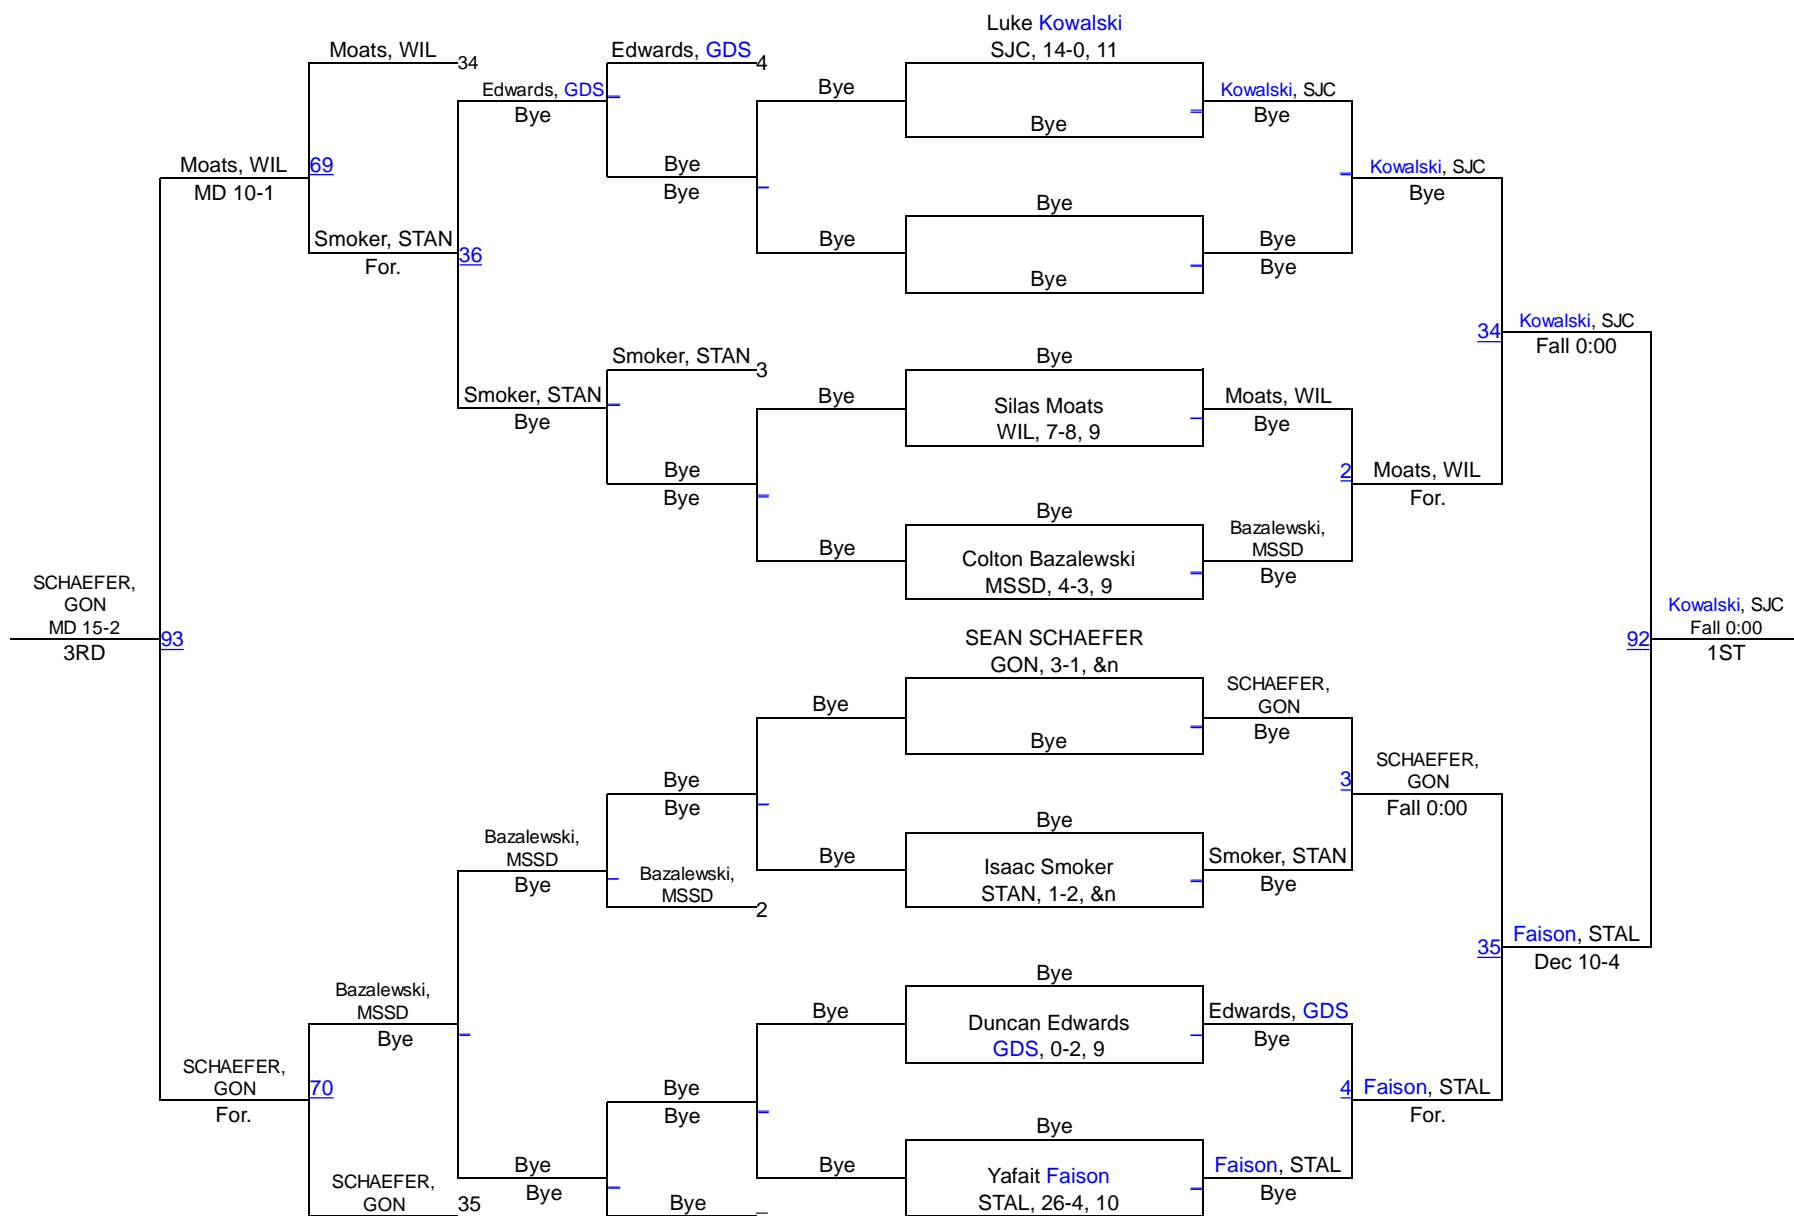 Luke Kowalski
SJC, 14-0, 11
Moats, WIL
34
Edwards, GDS
4
Edwards, GDS
Bye
Bye
Bye
Kowalski, SJC
Bye
Moats, WIL
MD 10-1
69
Bye
Bye
Kowalski, SJC
Bye
Bye
Smoker, STAN
For.
36
Bye
Bye
Bye
Bye
Smoker, STAN
3
Bye
34
Kowalski, SJC
Fall 0:00
Smoker, STAN
Bye
Bye
Silas Moats
WIL, 7-8, 9
Moats, WIL
Bye
Bye
Bye
2
Moats, WIL
For.
Bye
Bye
Colton Bazalewski
MSSD, 4-3, 9
Bazalewski,
MSSD
Bye
SCHAEFER,
GON
MD 15-2
3RD
93
SEAN SCHAEFER
GON, 3-1, &n
92
Kowalski, SJC
Fall 0:00
1ST
Bye
Bye
SCHAEFER,
GON
Bye
Bye
Bye
3
SCHAEFER,
GON
Fall 0:00
Bazalewski,
MSSD
Bye
Bazalewski,
MSSD
2
Bye
Bye
Isaac Smoker
STAN, 1-2, &n
Smoker, STAN
Bye
35
Faison, STAL
Dec 10-4
Bazalewski,
MSSD
Bye
Bye
Bye
Duncan Edwards
GDS, 0-2, 9
Edwards, GDS
Bye
SCHAEFER,
GON
For.
70
Bye
Bye
4
Faison, STAL
For.
Bye
SCHAEFER,
GON
35
Bye
Bye
Bye
Bye
Yafait Faison
STAL, 26-4, 10
Faison, STAL
Bye